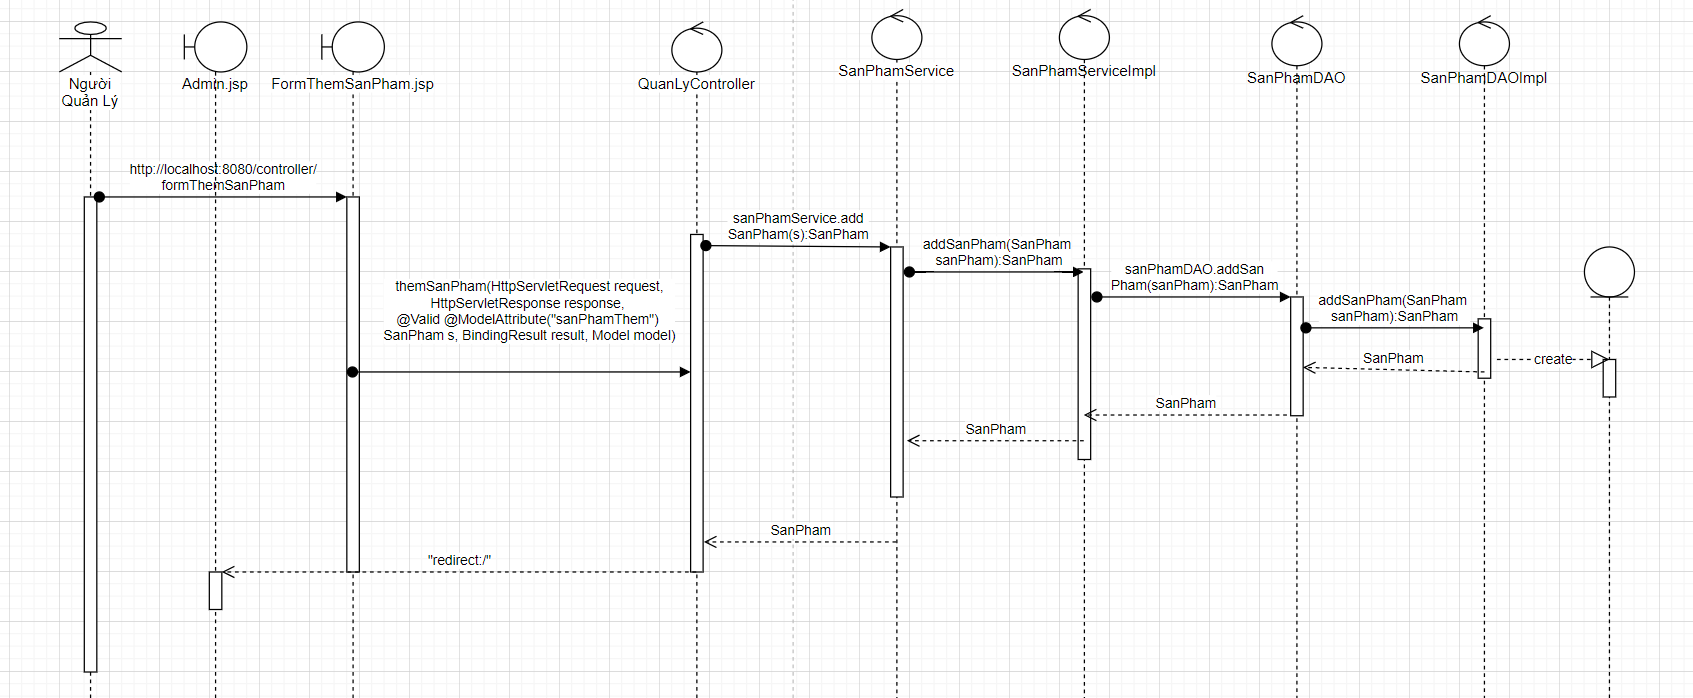 Người
Quản Lý
Admin.jsp
FormThemSanPham.jsp
QuanLyController
SanPhamService
SanPhamServiceImpl
SanPhamDAO
SanPhamDAOImpl
http://localhost:8080/controller/
formThemSanPham
sanPhamService.add
SanPham(s):SanPham
addSanPham(SanPham
sanPham):SanPham
sanPhamDAO.addSan
Pham(sanPham):SanPham
addSanPham(SanPham
sanPham):SanPham
themSanPham(HttpServletRequest request,
HttpServletResponse response,
@Valid @ModelAttribute("sanPhamThem")
SanPham s, BindingResult result, Model model)
SanPham
create
SanPham
SanPham
SanPham
"redirect:/"